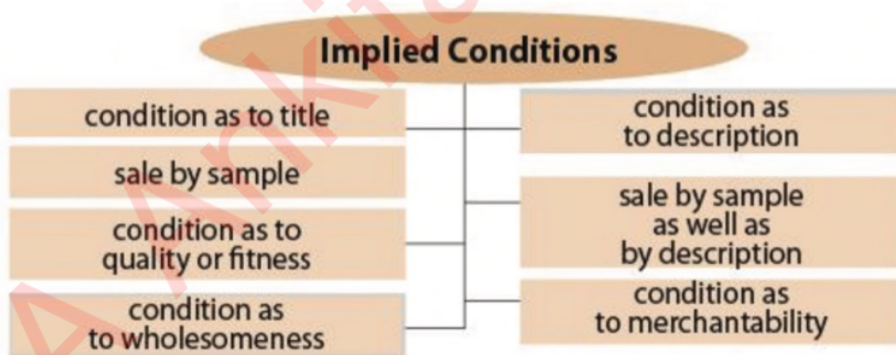 Implied Conditions
condition as to title
condition as
to description
sale by sample
sale by sample
as well as
by description
condition as to
quality or fitness
condition as
to merchantability
condition as
to wholesomeness
A Ankita